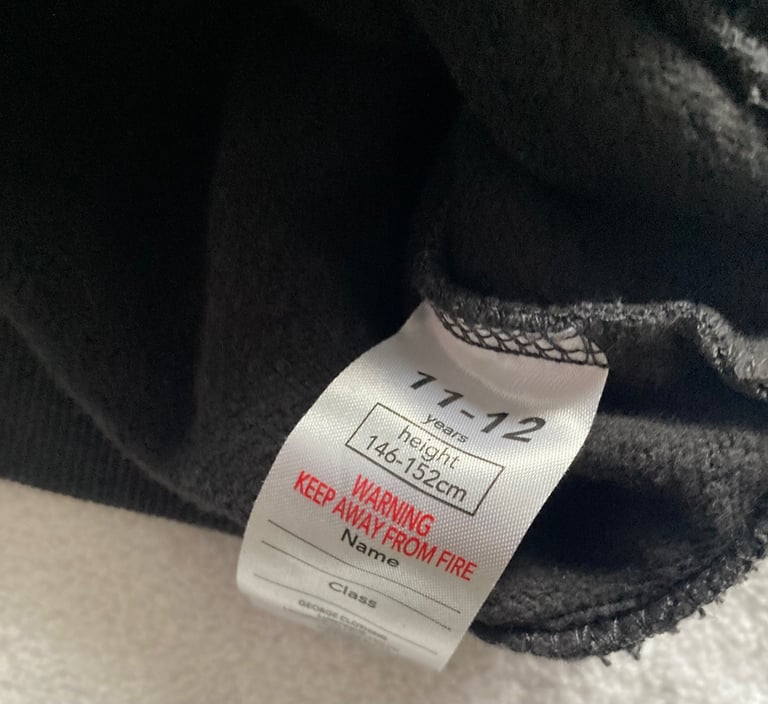 11-12
years
height
146-152cm
WARNING
KEEP AWAY FROM FIRE
Name
Class
GEORGE CLOTHING